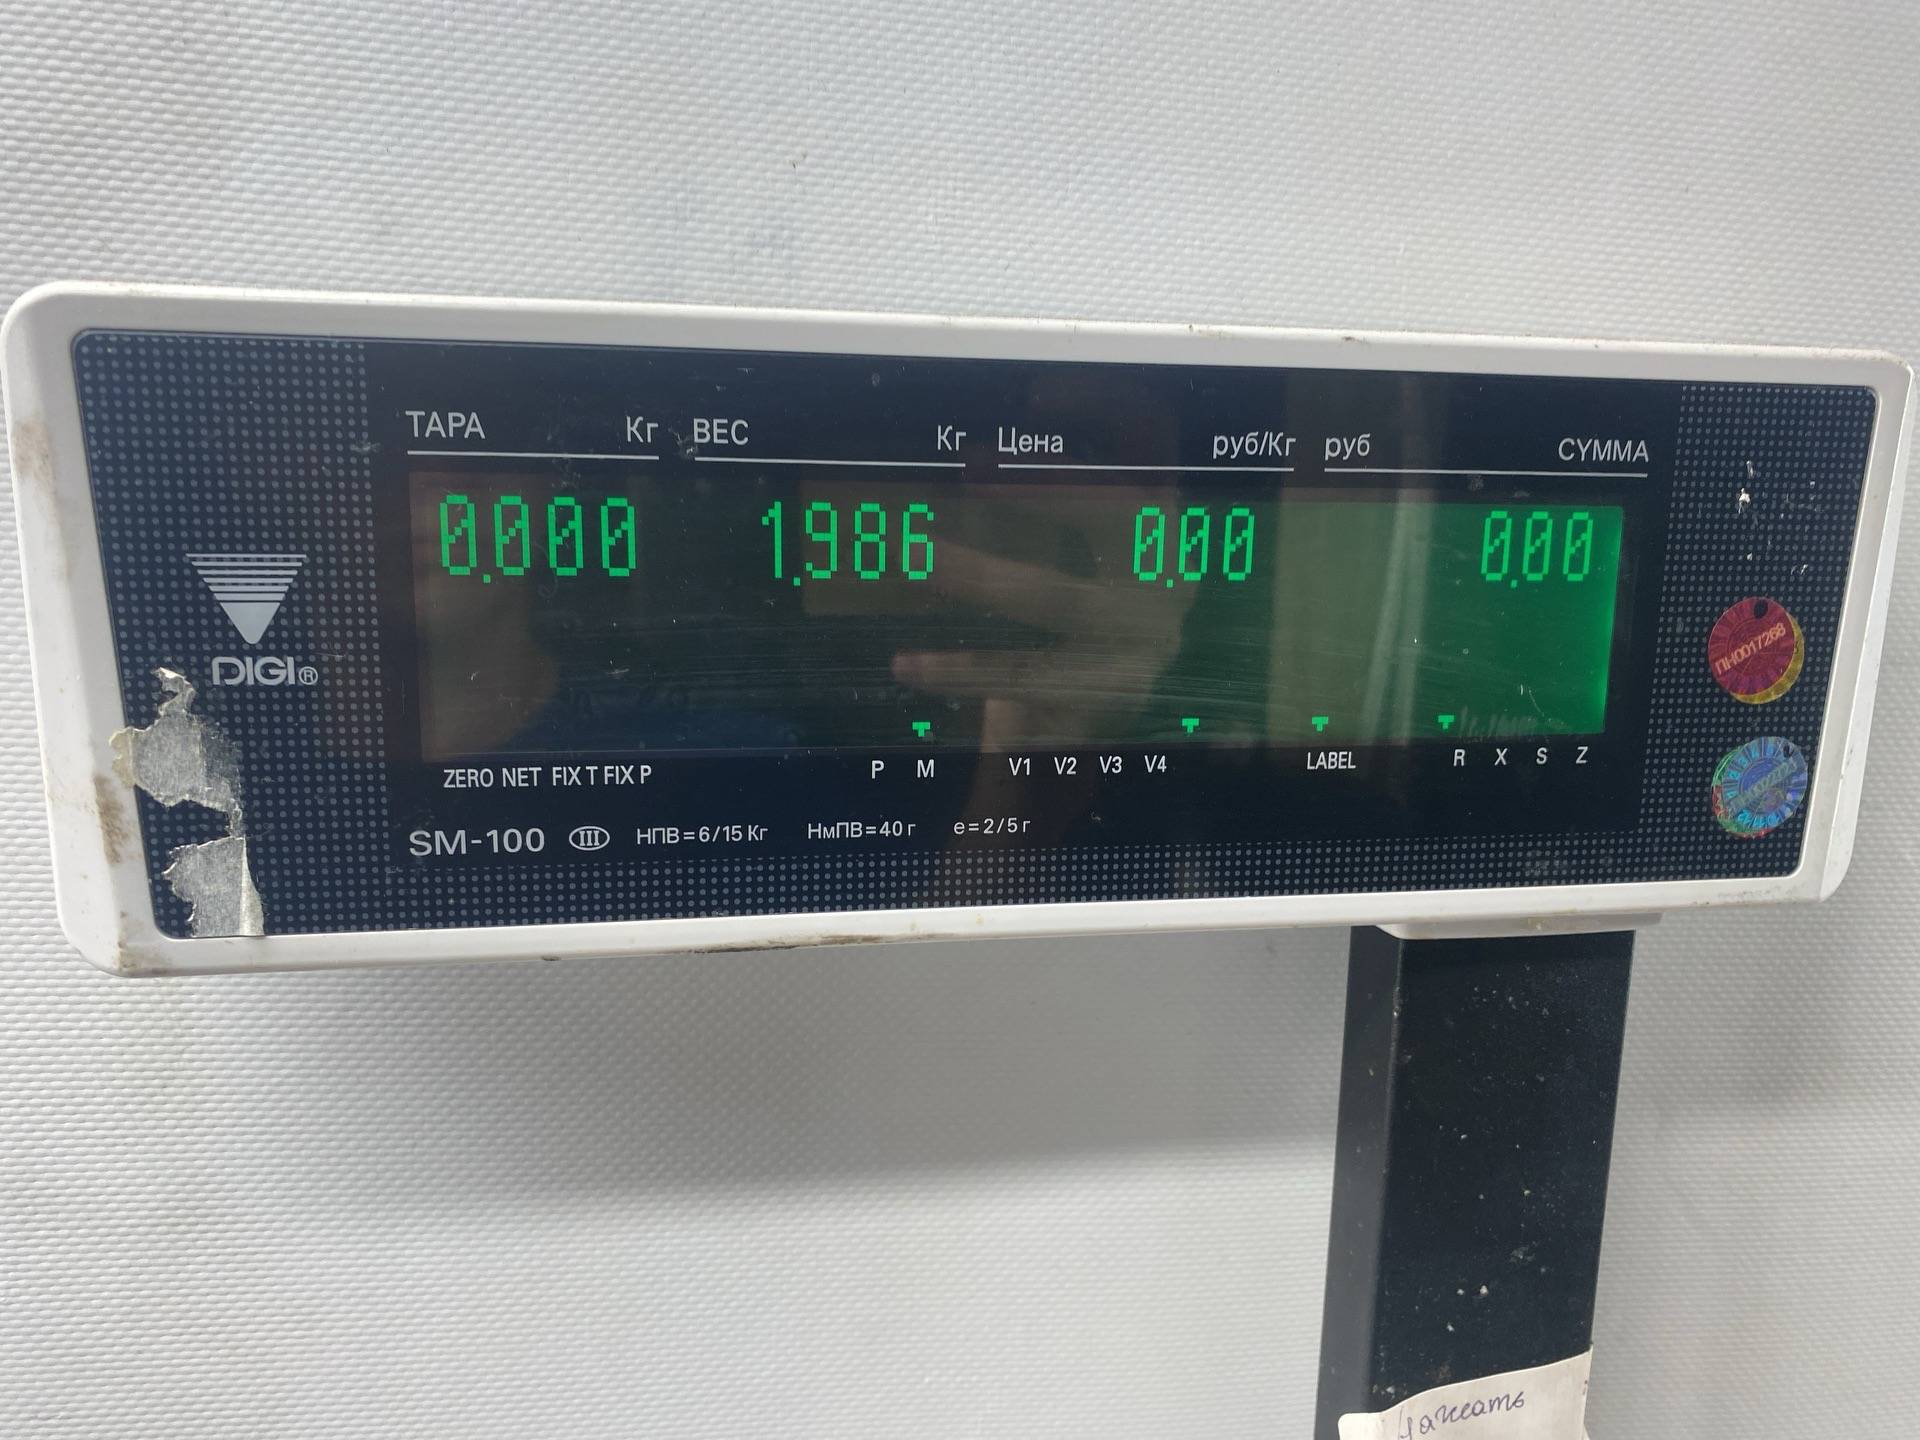 ТАРА Кг ВЕС Кг Цена руб/Кг руб СУММА
0.000 1.986 0.00 0.00
DIGI®
ПН0017268
ZERO NET FIX T FIX P P M V1 V2 V3 V4 LABEL R X S Z
SM-100 III НПВ=6/15 Кг НмПВ=40 г e=2/5 г
Нажать